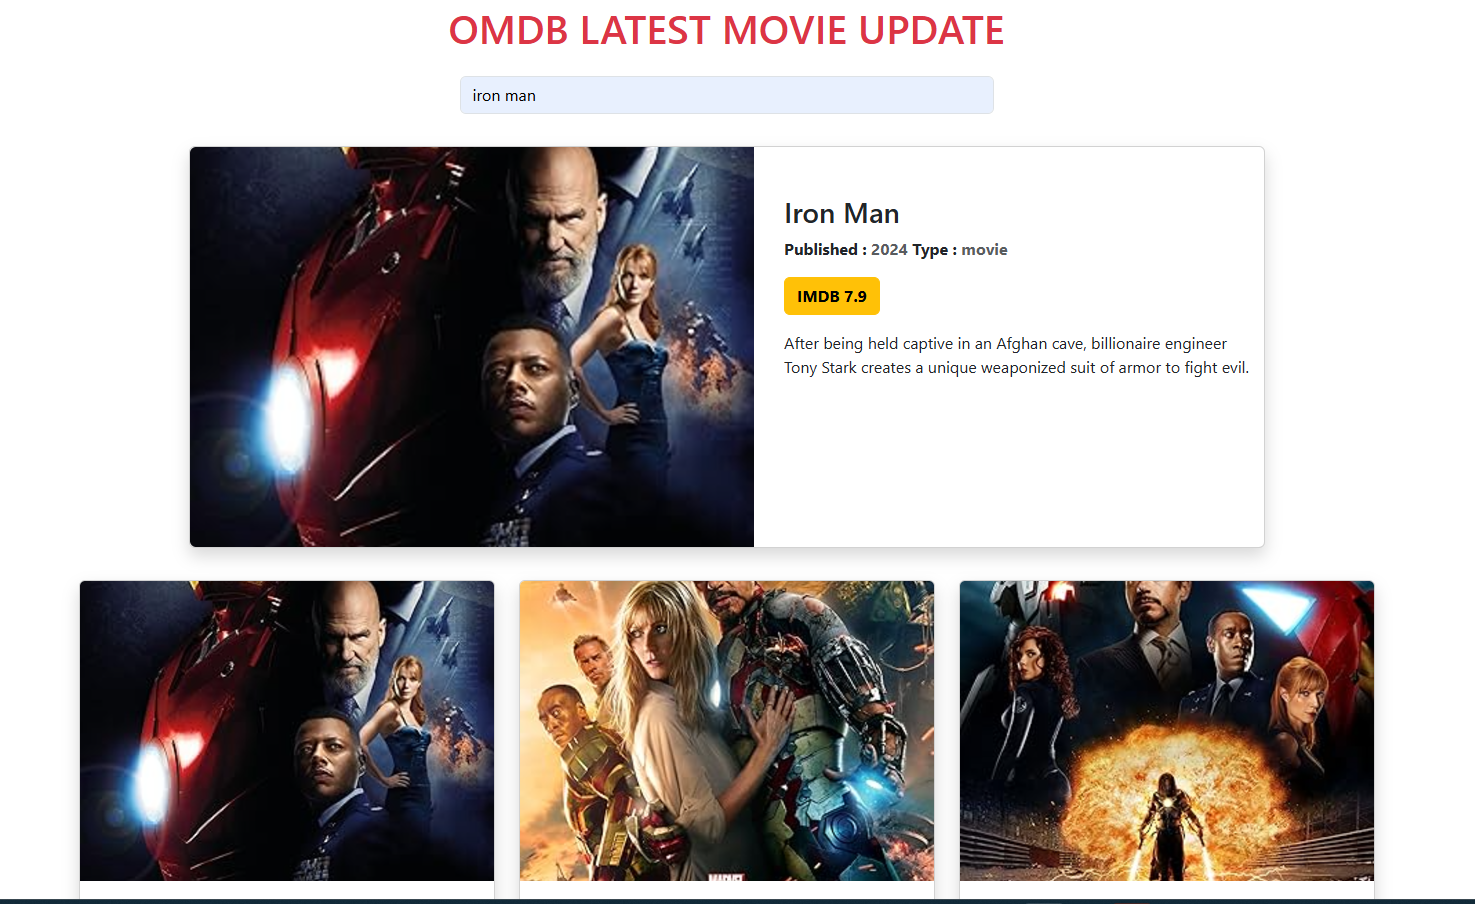 OMDB LATEST MOVIE UPDATE
iron man
Iron Man
Published : 2024 Type : movie
IMDB 7.9
After being held captive in an Afghan cave, billionaire engineer
Tony Stark creates a unique weaponized suit of armor to fight evil.
MARVEL